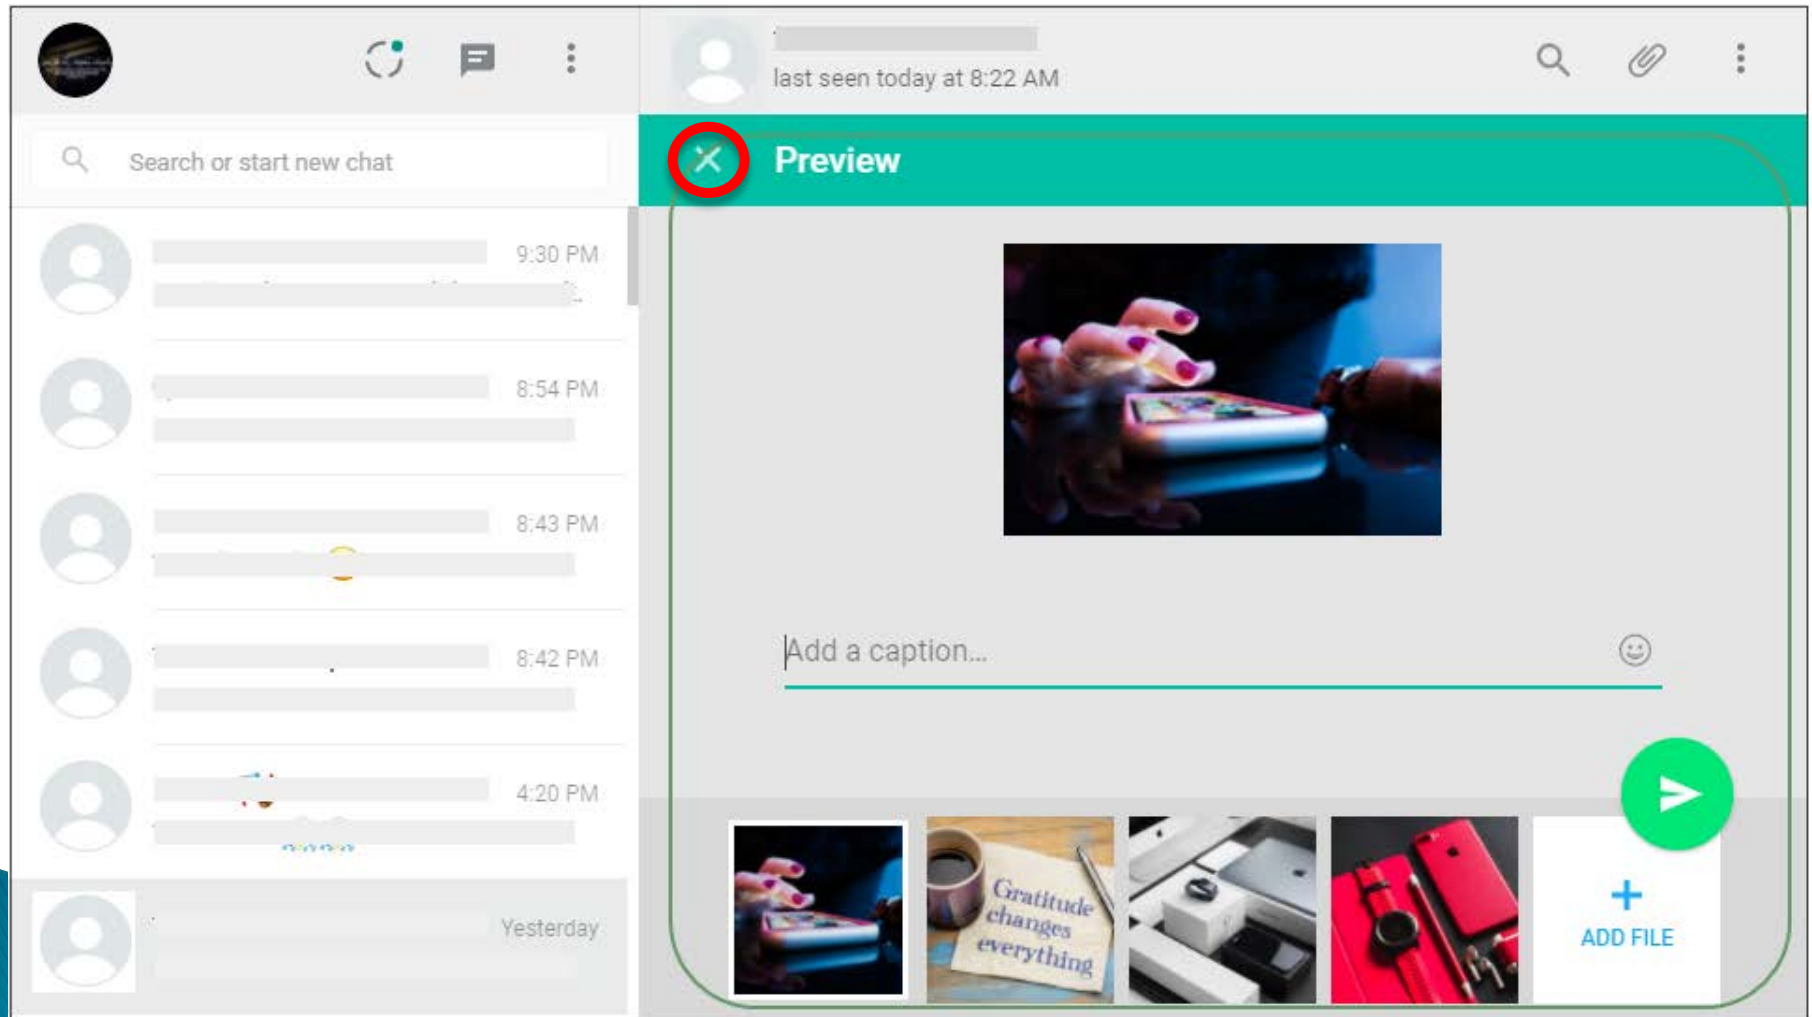 last seen today at 8:22 AM
Search or start new chat
Preview
9:30 PM
8:54 PM
8:43 PM
Add a caption...
8:42 PM
4:20 PM
Yesterday
Gratitude
changes
everything
ADD FILE